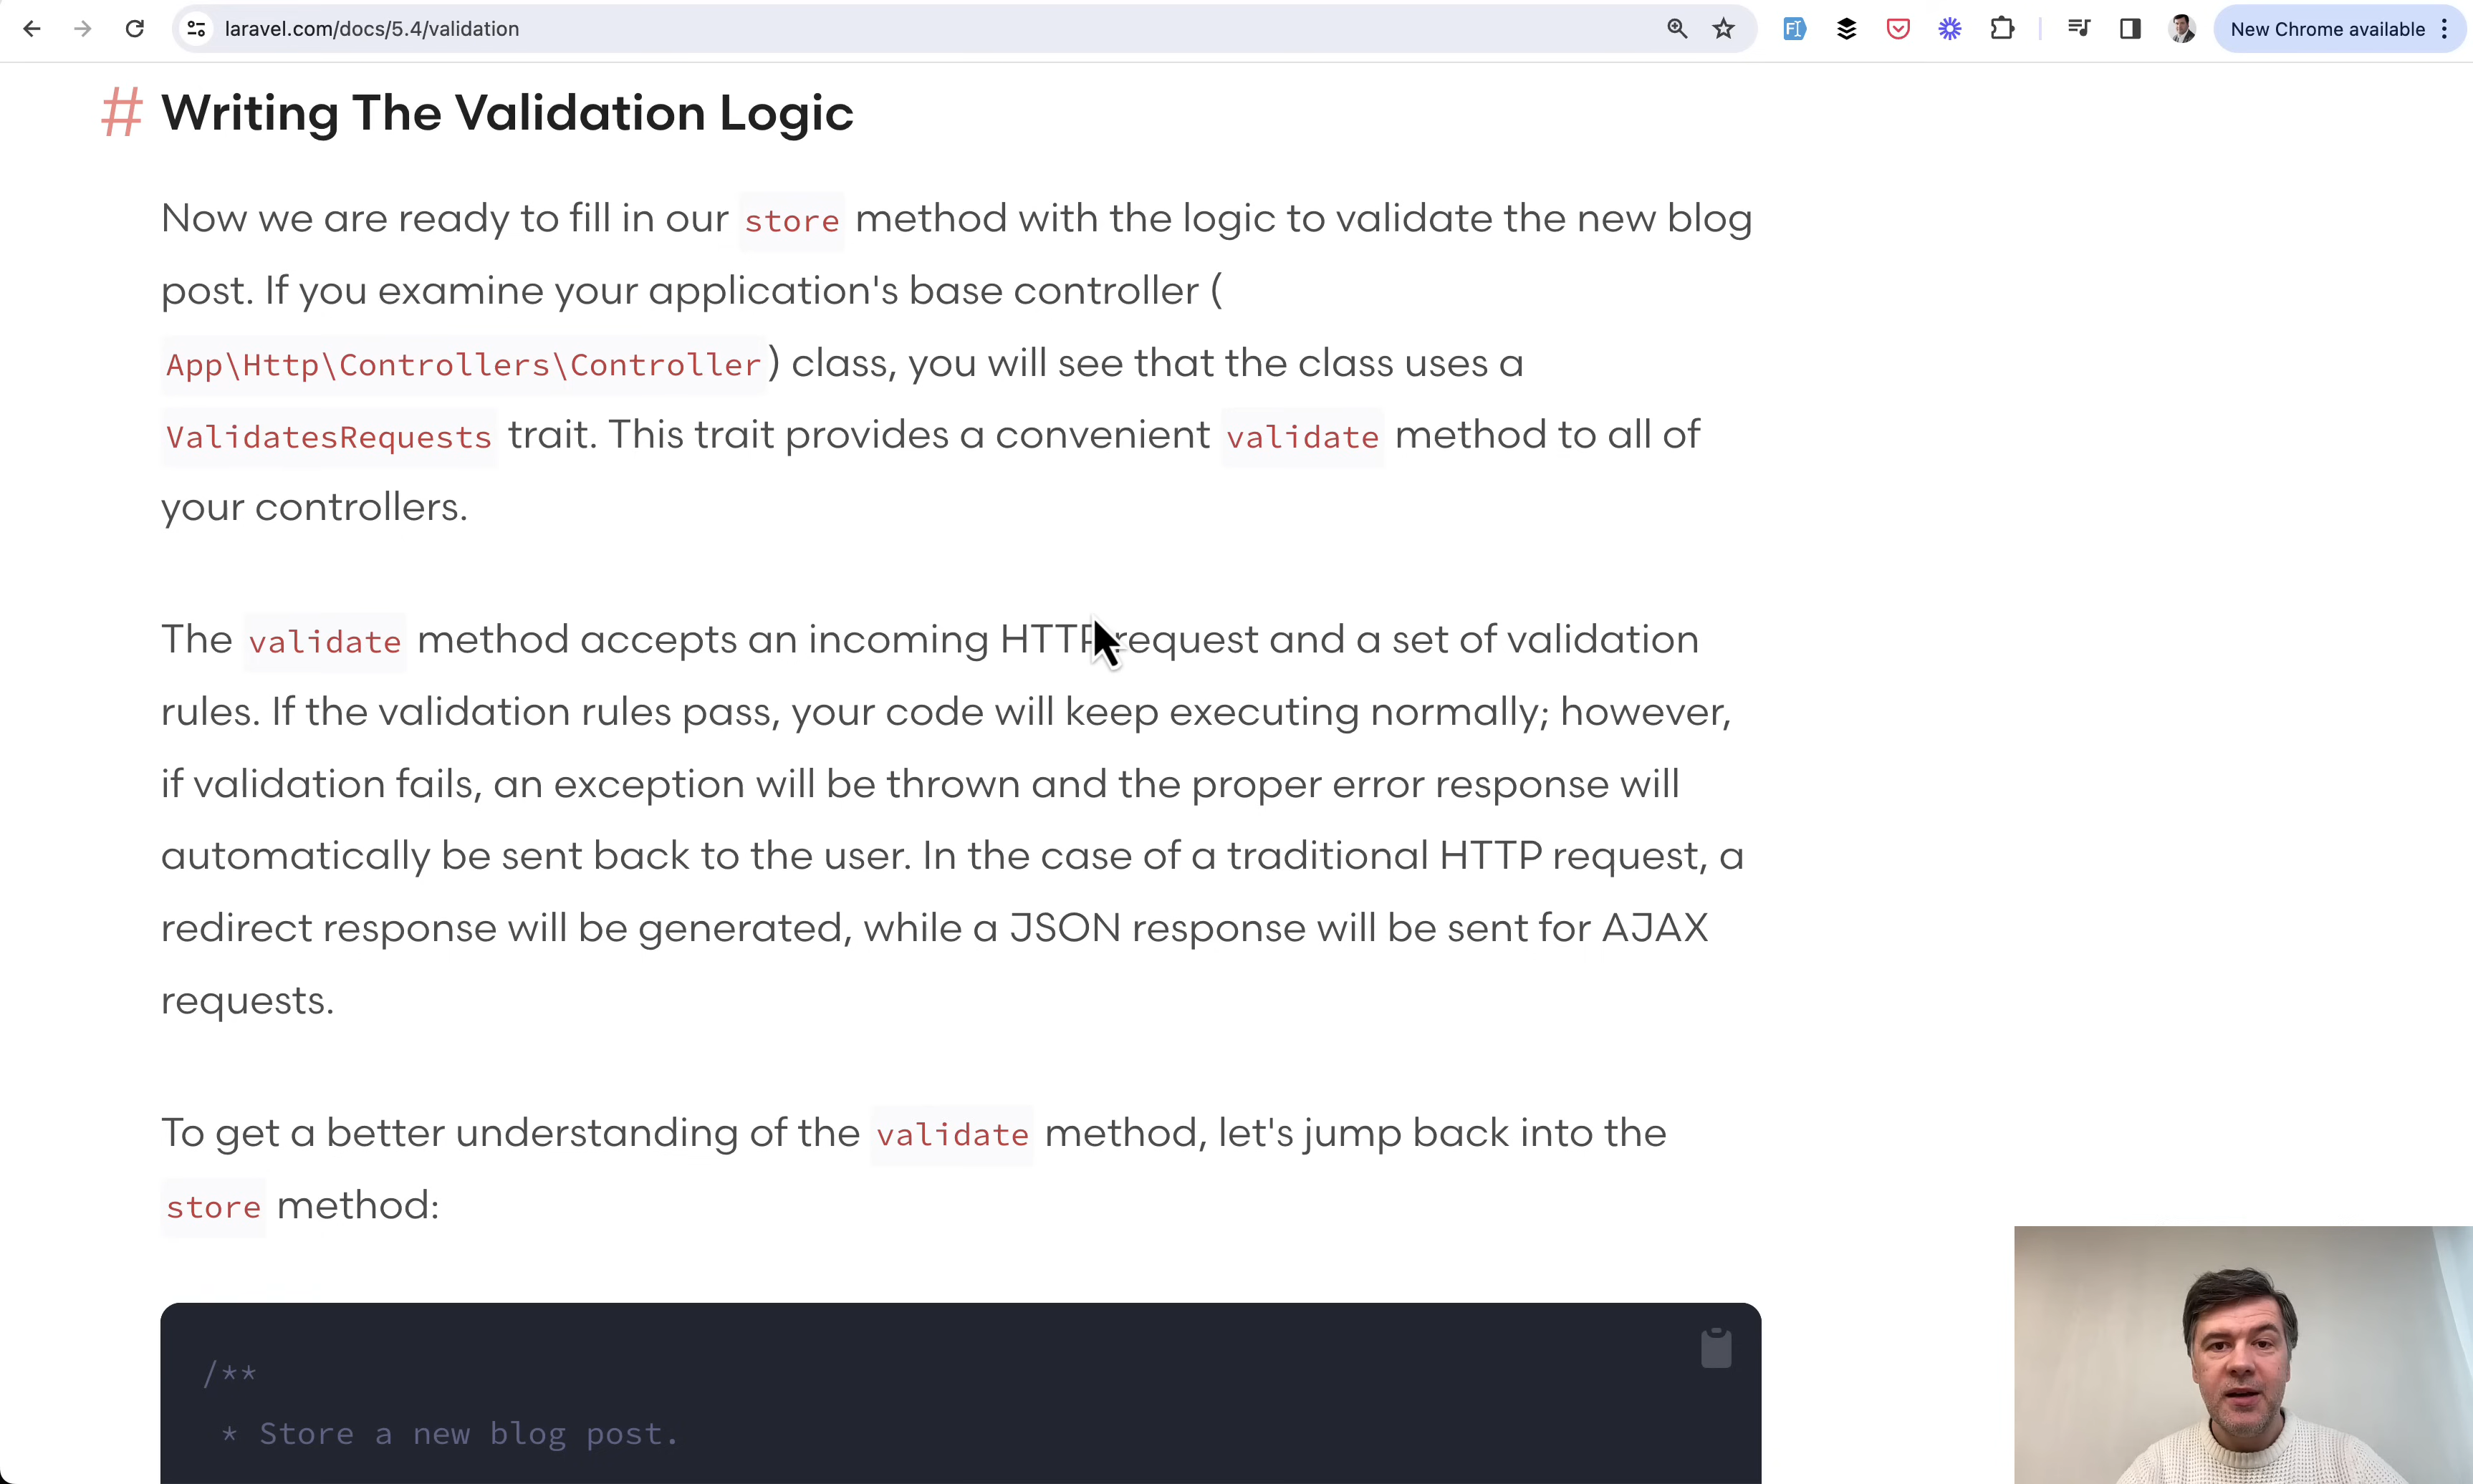 laravel.com/docs/5.4/validation
New Chrome available
# Writing The Validation Logic
Now we are ready to fill in our store method with the logic to validate the new blog
post. If you examine your application's base controller (
App\Http\Controllers\Controller) class, you will see that the class uses a
ValidatesRequests trait. This trait provides a convenient validate method to all of
your controllers.
The validate method accepts an incoming HTTP request and a set of validation
rules. If the validation rules pass, your code will keep executing normally; however,
if validation fails, an exception will be thrown and the proper error response will
automatically be sent back to the user. In the case of a traditional HTTP request, a
redirect response will be generated, while a JSON response will be sent for AJAX
requests.
To get a better understanding of the validate method, let's jump back into the
store method:
/**
* Store a new blog post.